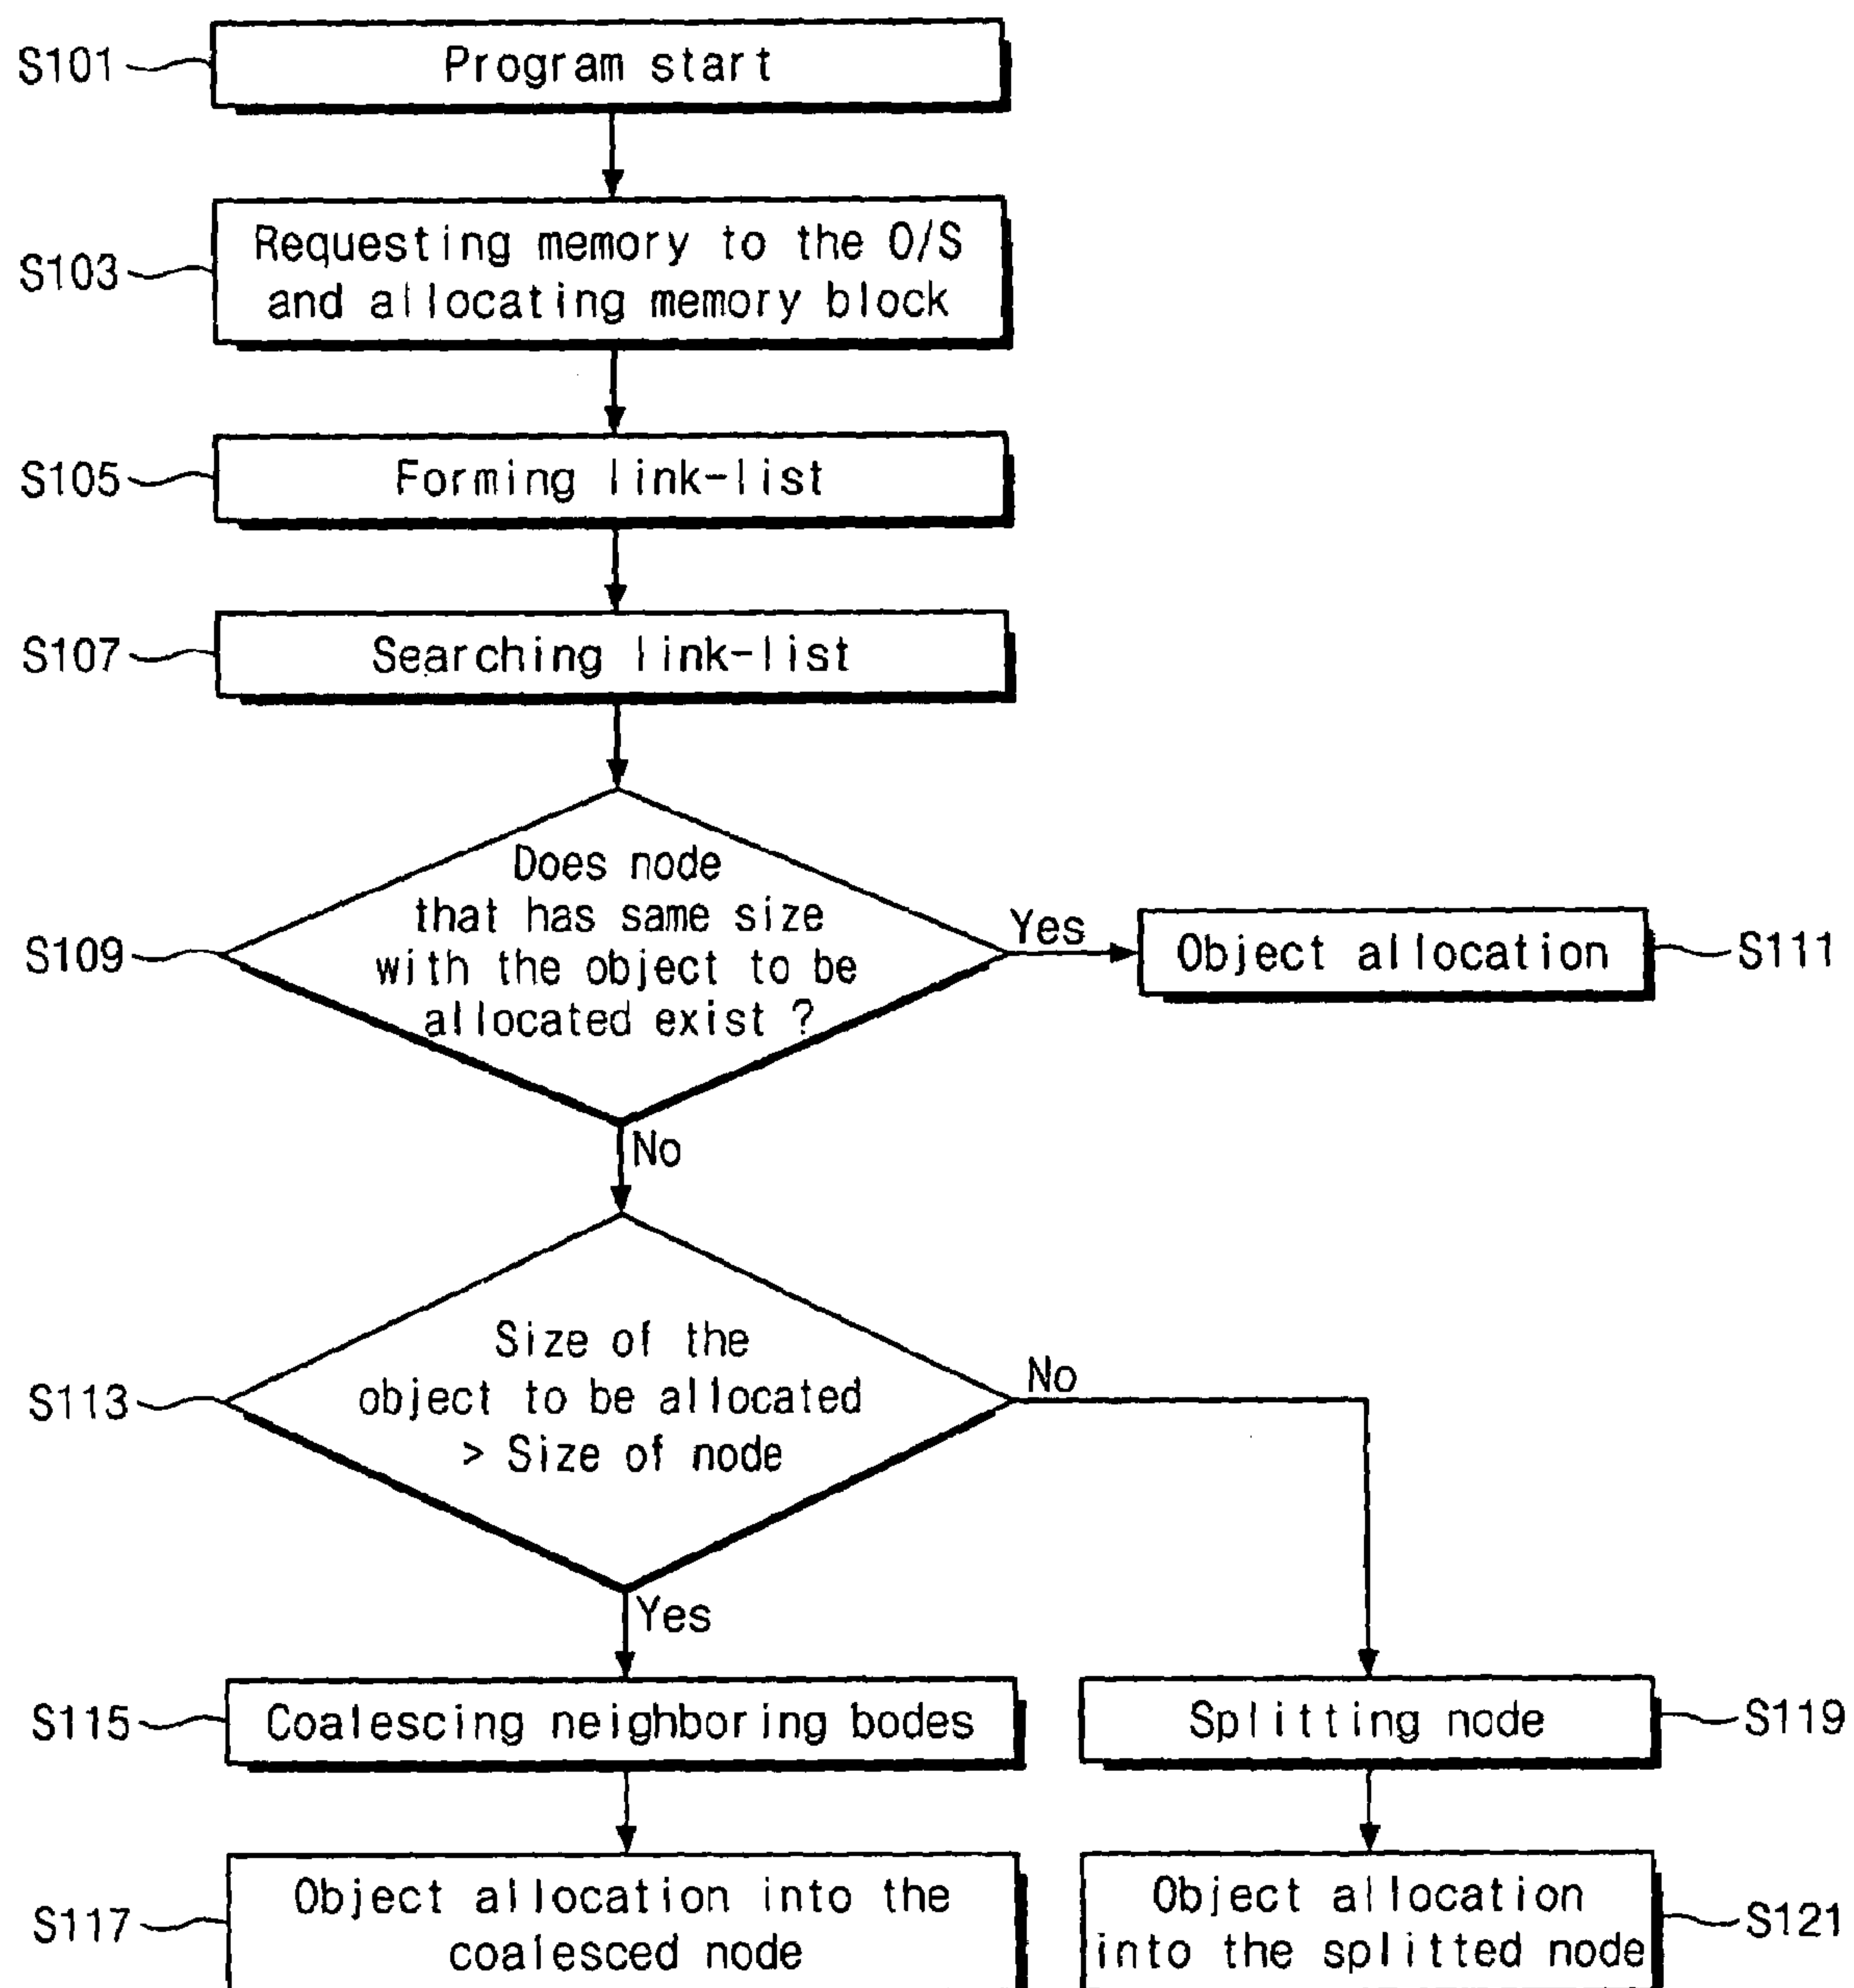 S101
Program start
S103
Requesting memory to the O/S
and allocating memory block
S105
Forming link-list
S107
Searching link-list
S109
Does node
that has same size
with the object to be
allocated exist ?
Yes
Object allocation
S111
No
S113
Size of the
object to be allocated
> Size of node
No
Yes
S115
Coalescing neighboring bodes
Splitting node
S119
S117
Object allocation into the
coalesced node
Object allocation
into the splitted node
S121